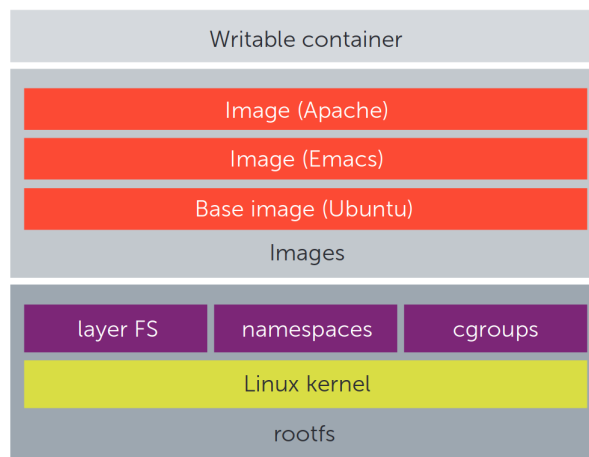 Writable container
Image (Apache)
Image (Emacs)
Base image (Ubuntu)
Images
layer FS
namespaces
cgroups
Linux kernel
rootfs